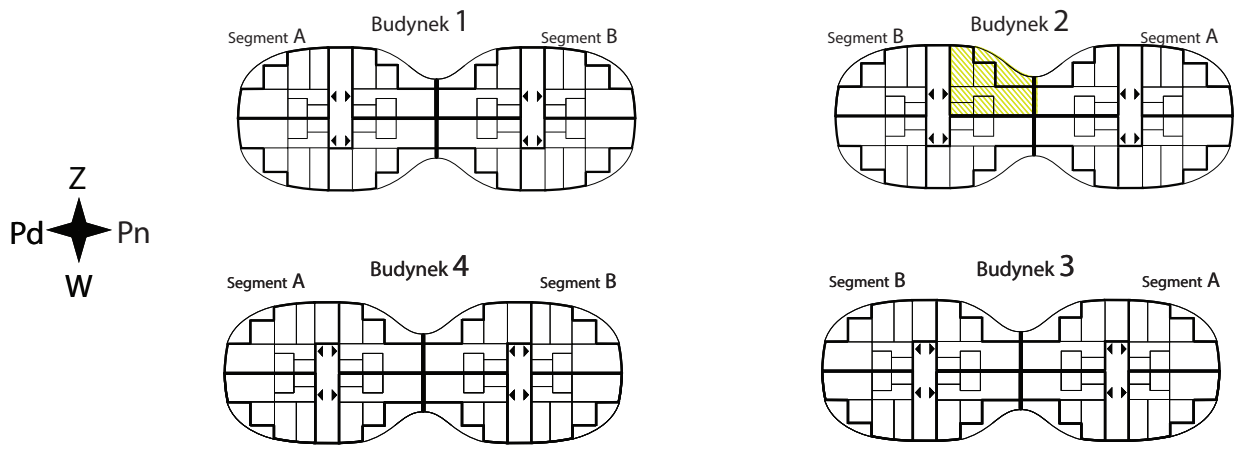 Budynek 1
Segment A
Segment B
Budynek 2
Segment B
Segment A
Z
Pd
Pn
W
Budynek 4
Segment A
Segment B
Budynek 3
Segment B
Segment A